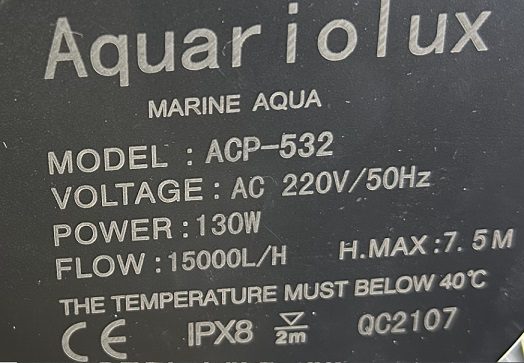 Aquariolux
MARINE AQUA
MODEL : ACP-532
VOLTAGE : AC 220V/50Hz
POWER : 130W
FLOW : 15000L/H H.MAX : 7.5M
THE TEMPERATURE MUST BELOW 40℃
CE IPX8 2m QC2107